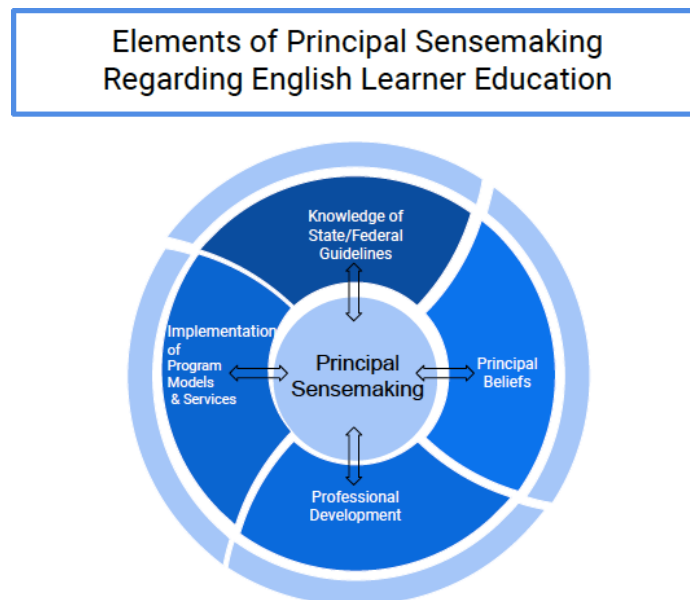 Elements of Principal Sensemaking
Regarding English Learner Education
Knowledge of
State/Federal
Guidelines
Implementation
of
Program
Models
& Services
Principal
Sensemaking
Principal
Beliefs
Professional
Development